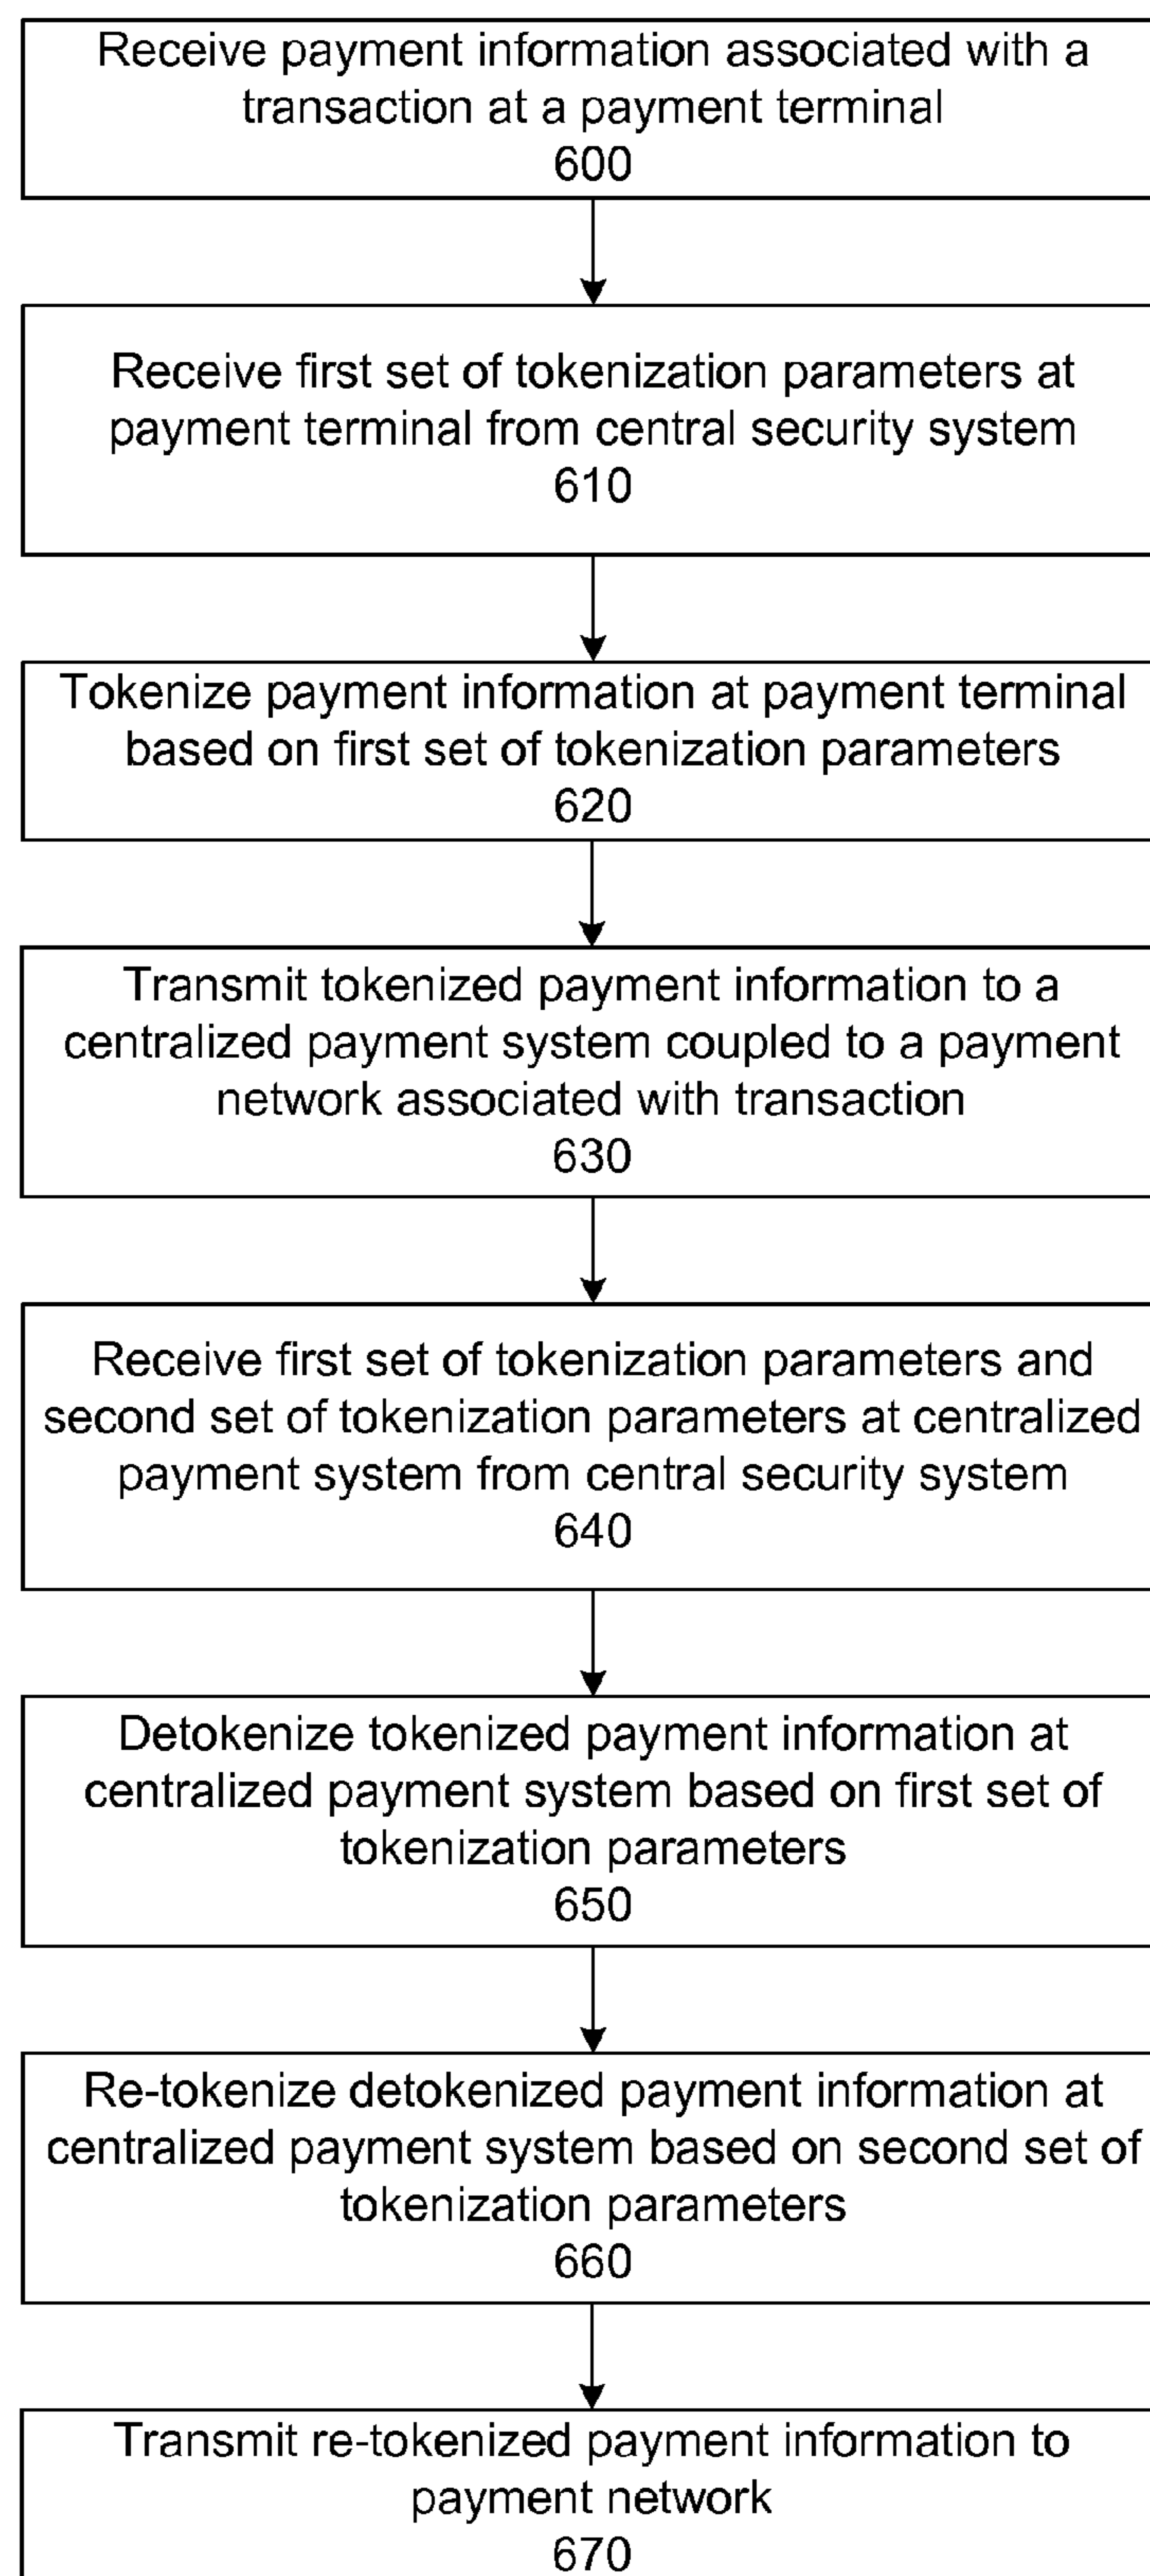 Receive payment information associated with a
transaction at a payment terminal
600
Receive first set of tokenization parameters at
payment terminal from central security system
610
Tokenize payment information at payment terminal
based on first set of tokenization parameters
620
Transmit tokenized payment information to a
centralized payment system coupled to a payment
network associated with transaction
630
Receive first set of tokenization parameters and
second set of tokenization parameters at centralized
payment system from central security system
640
Detokenize tokenized payment information at
centralized payment system based on first set of
tokenization parameters
650
Re-tokenize detokenized payment information at
centralized payment system based on second set of
tokenization parameters
660
Transmit re-tokenized payment information to
payment network
670